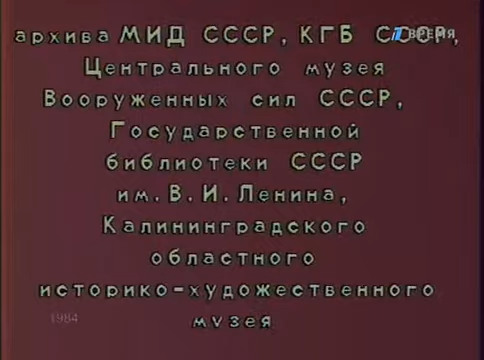 архива МИД СССР, КГБ СССР,
ВРЕМЯ
Центрального музея
Вооруженных сил СССР,
Государственной
библиотеки СССР
им. В. И. Ленина,
Калининградского
областного
историко-художественного
музея
1984